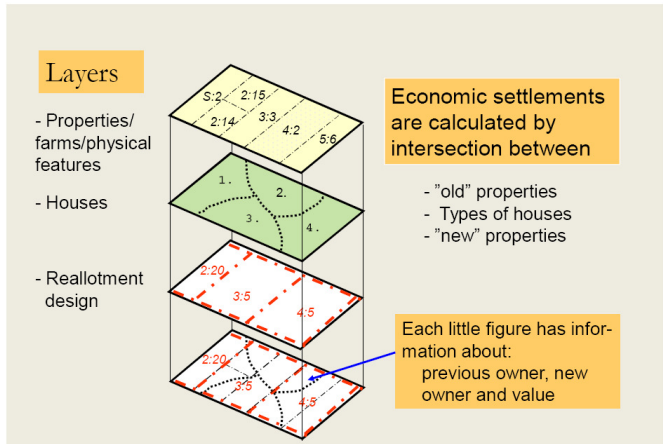 Layers
- Properties/
farms/physical
features
- Houses
- Reallotment
design
S:2
2:15
2:14
3:3
4:2
5:6
1.
2.
3.
4.
2:20
3:5
4:5
2:20
3:5
4:5
Economic settlements
are calculated by
intersection between
- "old" properties
- Types of houses
- "new" properties
Each little figure has infor-
mation about:
previous owner, new
owner and value